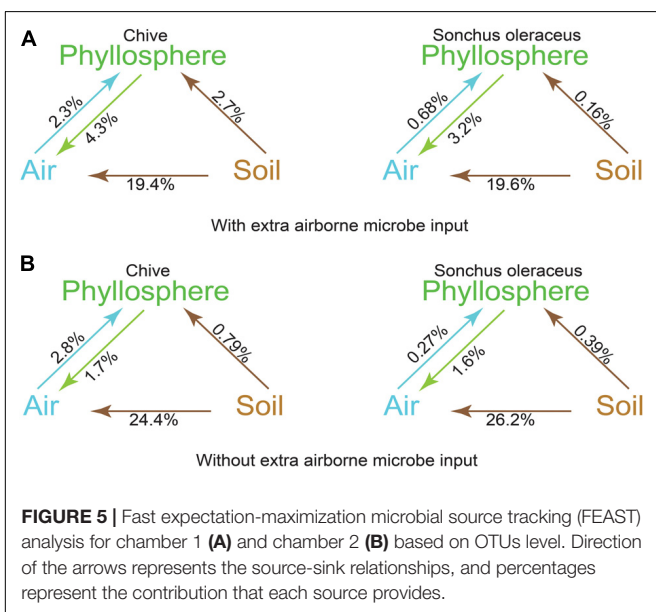 A
Chive
Phyllosphere
2.3%
4.3%
2.7%
Air
Soil
19.4%
Sonchus oleraceus
Phyllosphere
0.68%
3.2%
0.16%
Air
Soil
19.6%
With extra airborne microbe input
B
Chive
Phyllosphere
2.8%
1.7%
0.79%
Air
Soil
24.4%
Sonchus oleraceus
Phyllosphere
0.27%
1.6%
0.39%
Air
Soil
26.2%
Without extra airborne microbe input
FIGURE 5 | Fast expectation-maximization microbial source tracking (FEAST)
analysis for chamber 1 (A) and chamber 2 (B) based on OTUs level. Direction
of the arrows represents the source-sink relationships, and percentages
represent the contribution that each source provides.